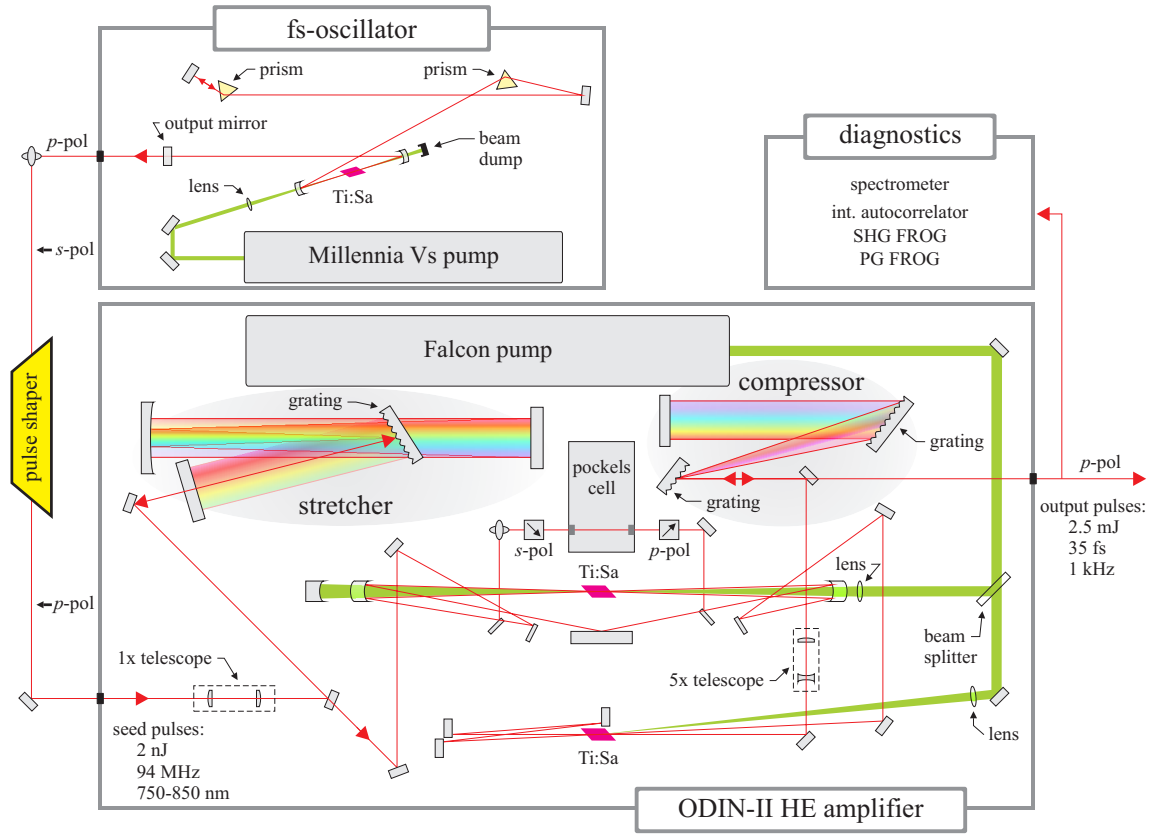 fs-oscillator
prism
prism
output mirror
p-pol
beam
dump
lens
Ti:Sa
s-pol
Millennia Vs pump
diagnostics
spectrometer
int. autocorrelator
SHG FROG
PG FROG
Falcon pump
compressor
grating
grating
grating
stretcher
pulse shaper
pockels
cell
s-pol
p-pol
p-pol
output pulses:
2.5 mJ
35 fs
1 kHz
Ti:Sa
lens
p-pol
beam
splitter
1x telescope
5x telescope
seed pulses:
2 nJ
94 MHz
750-850 nm
Ti:Sa
lens
ODIN-II HE amplifier